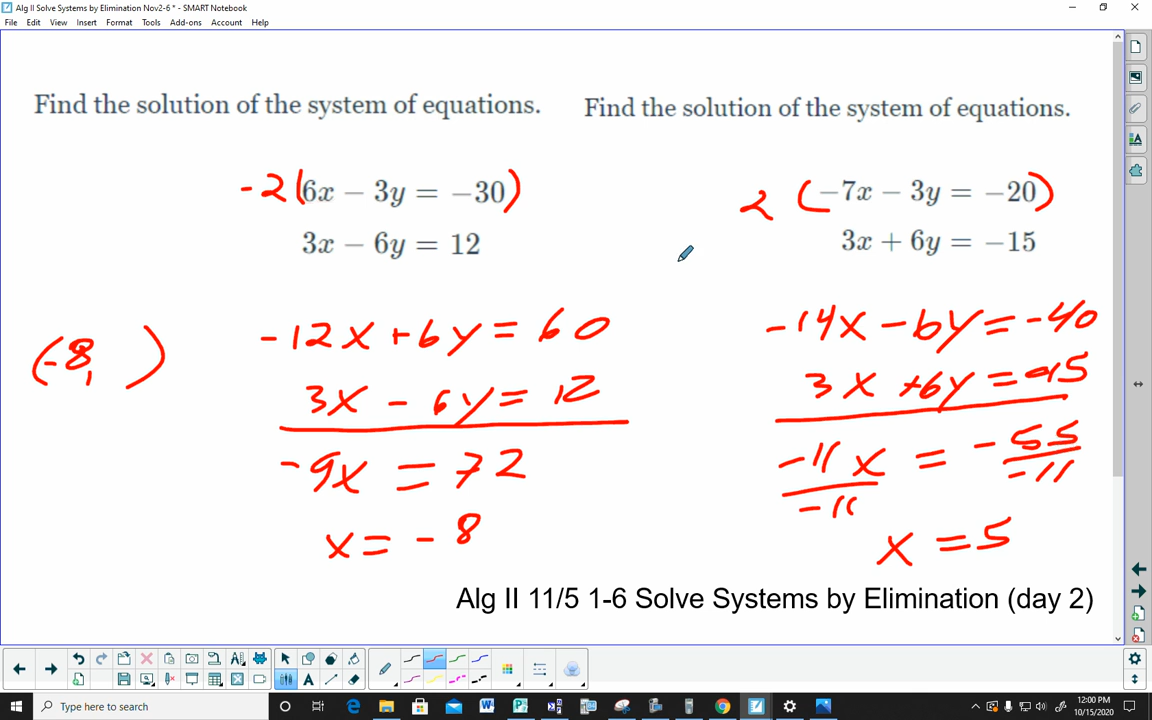 Alg II Solve Systems by Elimination Nov2-6 * - SMART Notebook
File Edit View Insert Format Tools Add-ons Account Help
Find the solution of the system of equations.
-2(6x − 3y = −30)
3x − 6y = 12
-12x + 6y = 60
3x - 6y = 12
-9x = 72
x = -8
(-8, )
Find the solution of the system of equations.
2 (−7x − 3y = −20)
3x + 6y = −15
-14x - 6y = -40
3x + 6y = -15
-11x = -55
-11 -11
x = 5
Alg II 11/5 1-6 Solve Systems by Elimination (day 2)
Type here to search
12:00 PM
10/15/2020